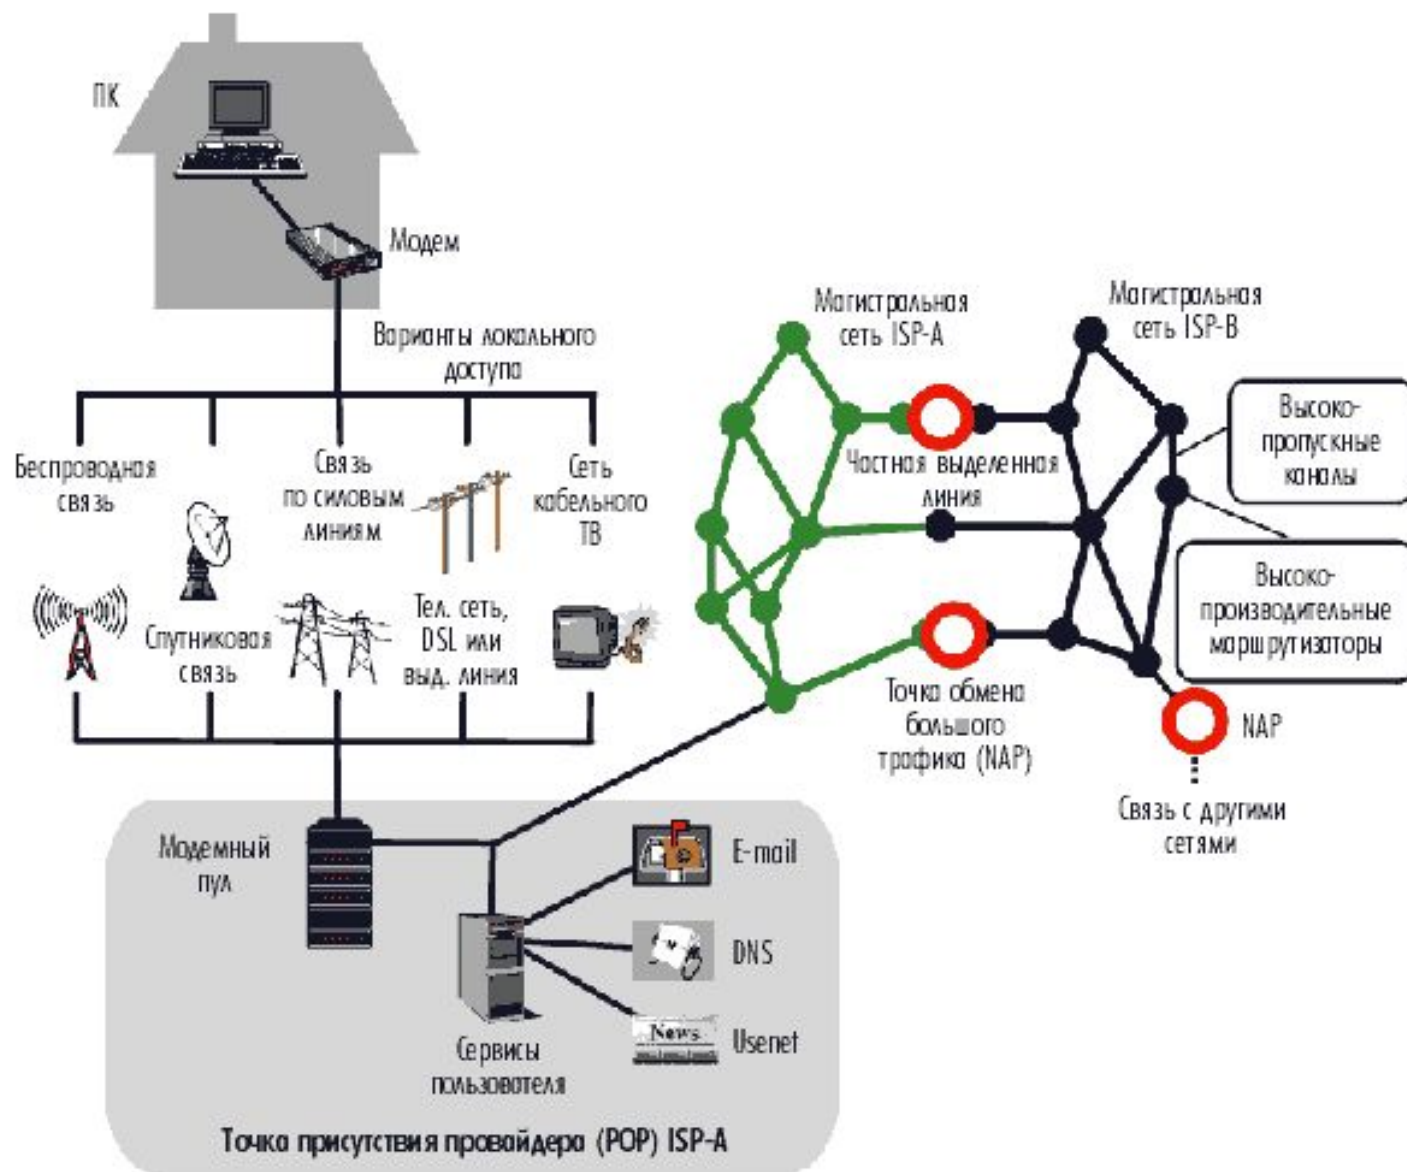 ПК
Модем
Варианты локального
доступа
Беспроводная
связь
Спутниковая
связь
Связь
по силовым
линиям
Тел. сеть,
DSL или
выд. линия
Сеть
кабельного
ТВ
Магистральная
сеть ISP-A
Магистральная
сеть ISP-B
Высоко-
пропускные
каналы
Частная выделенная
линия
Высоко-
производительные
маршрутизаторы
Точка обмена
большого
трафика (NAP)
NAP
Связь с другими
сетями
Модемный
пул
E-mail
DNS
News
Usenet
Сервисы
пользователя
Точка присутствия провайдера (POP) ISP-A